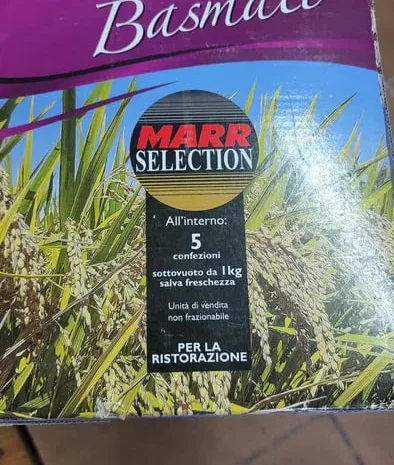 Basmati
MARR
SELECTION
All'interno:
5
confezioni
sottovuoto da 1kg
salva freschezza
Unità di vendita
non frazionabile
PER LA
RISTORAZIONE